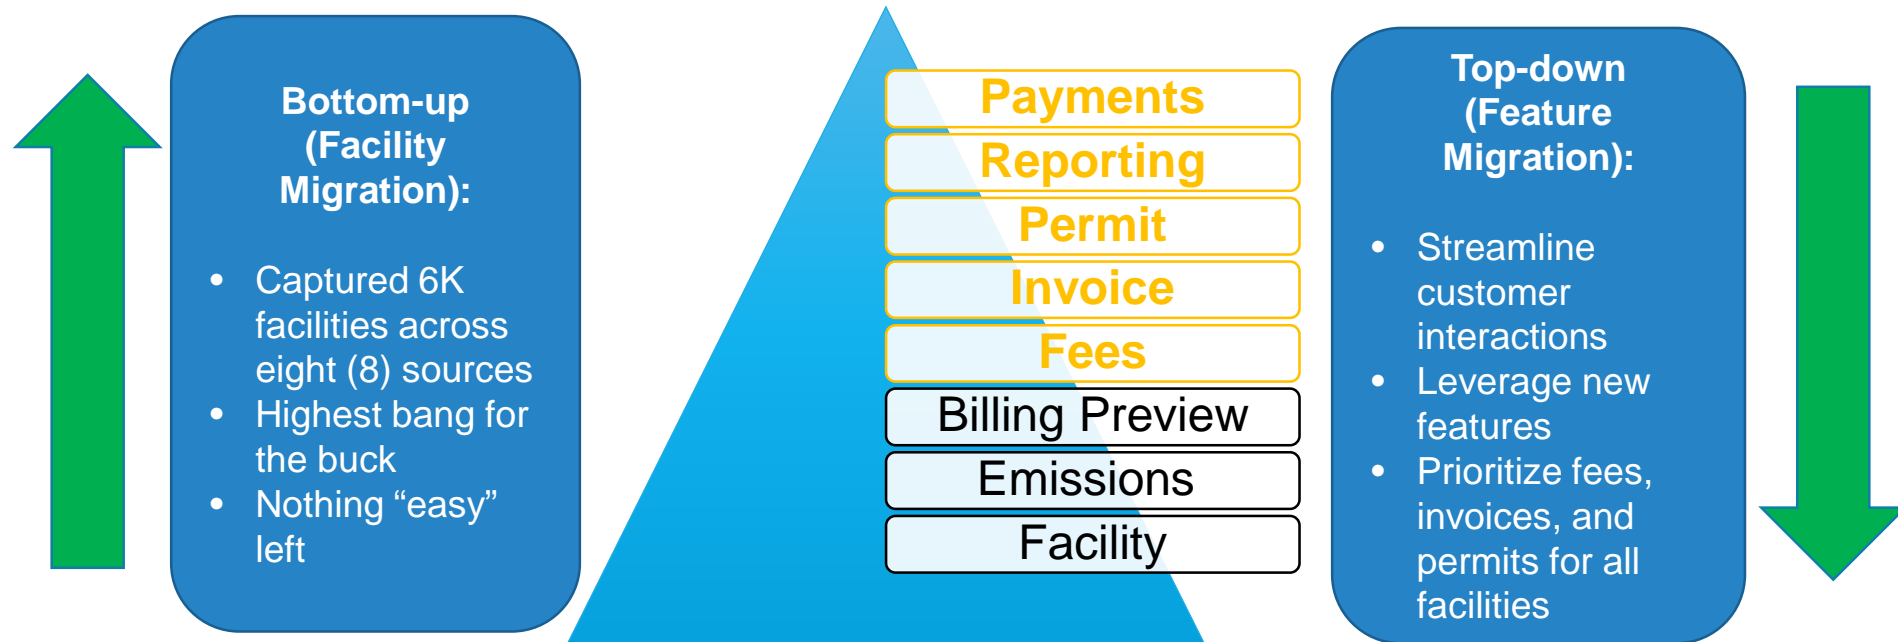 Bottom-up
(Facility
Migration):
• Captured 6K
facilities across
eight (8) sources
• Highest bang for
the buck
• Nothing “easy”
left
Payments
Reporting
Permit
Invoice
Fees
Billing Preview
Emissions
Facility
Top-down
(Feature
Migration):
• Streamline
customer
interactions
• Leverage new
features
• Prioritize fees,
invoices, and
permits for all
facilities